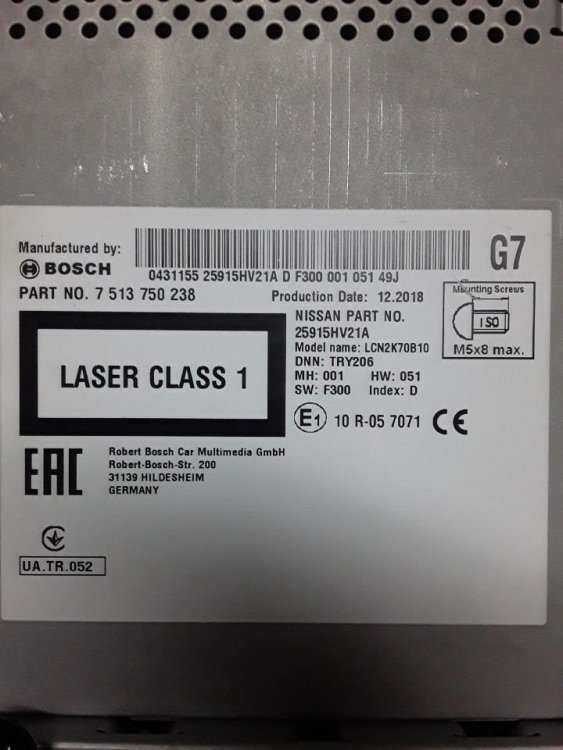 Manufactured by:
BOSCH
G7
0431155 25915HV21A D F300 001 051 49J
PART NO. 7 513 750 238
Production Date: 12.2018
Mounting Screws
ISO
M5x8 max.
NISSAN PART NO.
25915HV21A
Model name: LCN2K70B10
DNN: TRY206
MH: 001 HW: 051
SW: F300 Index: D
LASER CLASS 1
E1 10 R-05 7071 CE
EAC
Robert Bosch Car Multimedia GmbH
Robert-Bosch-Str. 200
31139 HILDESHEIM
GERMANY
UA.TR.052